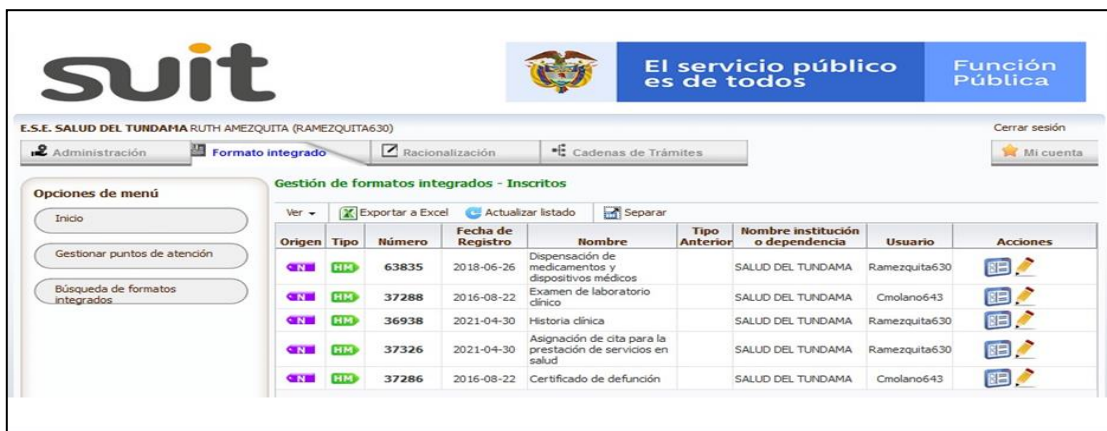 suit
El servicio público
es de todos
Función
Pública
E.S.E. SALUD DEL TUNDAMA RUTH AMEZQUITA (RAMEZQUITA630)
Cerrar sesión
Administración
Formato integrado
Racionalización
Cadenas de Trámites
Mi cuenta
Opciones de menú
Inicio
Gestionar puntos de atención
Búsqueda de formatos
integrados
Gestión de formatos integrados - Inscritos
Ver
Exportar a Excel
Actualizar listado
Separar
Origen Tipo Número Fecha de Registro Nombre Tipo Anterior Nombre institución o dependencia Usuario Acciones
N HM 63835 2018-06-26 Dispensación de medicamentos y dispositivos médicos SALUD DEL TUNDAMA Ramezquita630
N HM 37288 2016-08-22 Examen de laboratorio clínico SALUD DEL TUNDAMA Cmolano643
N HM 36938 2021-04-30 Historia clínica SALUD DEL TUNDAMA Ramezquita630
N HM 37326 2021-04-30 Asignación de cita para la prestación de servicios en salud SALUD DEL TUNDAMA Ramezquita630
N HM 37286 2016-08-22 Certificado de defunción SALUD DEL TUNDAMA Cmolano643